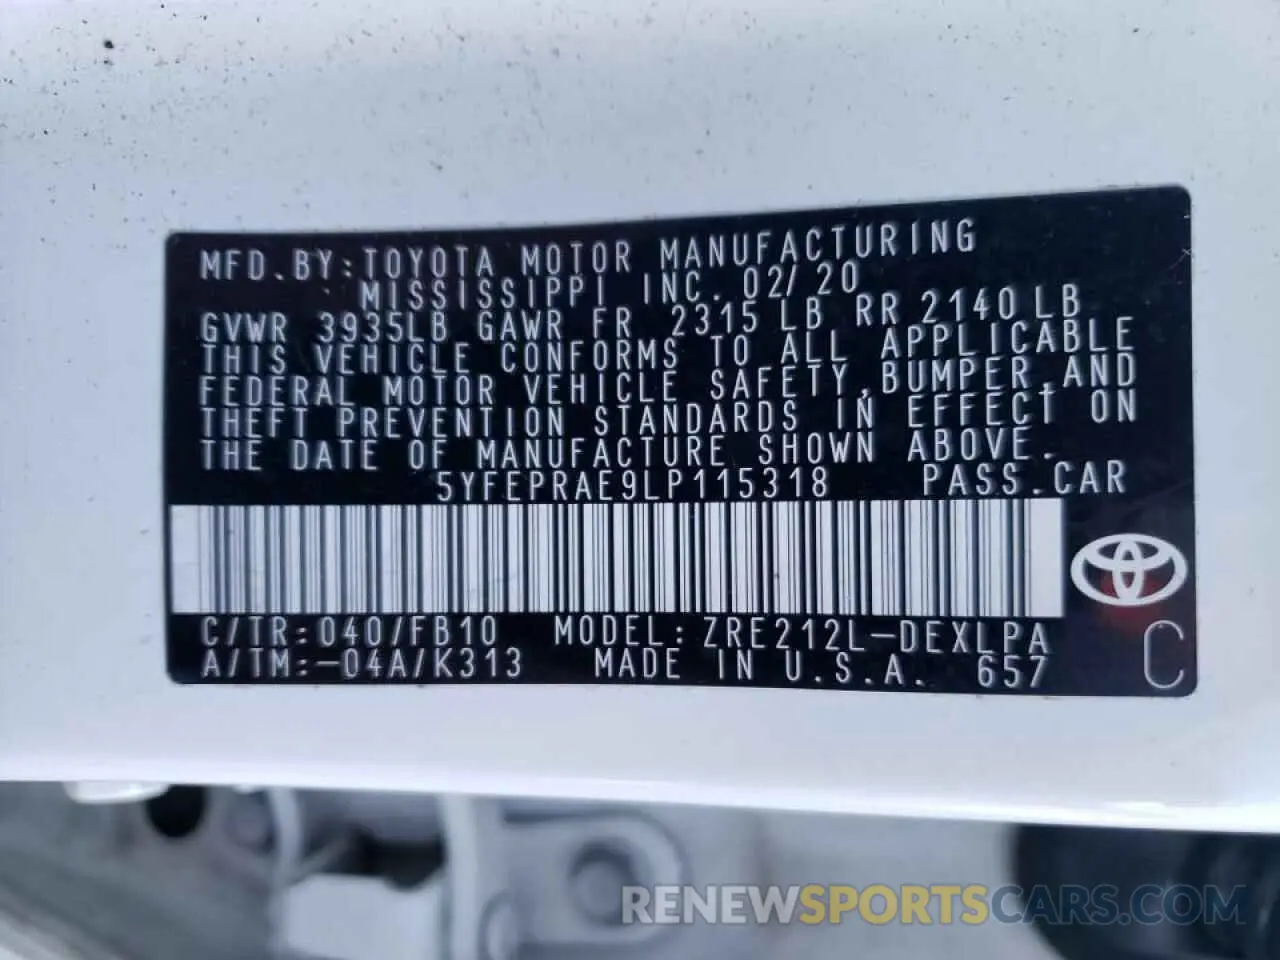 MFD.BY:TOYOTA MOTOR MANUFACTURING
MISSISSIPPI INC. 02/20
GVWR 3935LB GAWR FR 2315 LB RR 2140 LB
THIS VEHICLE CONFORMS TO ALL APPLICABLE
FEDERAL MOTOR VEHICLE SAFETY,BUMPER,AND
THEFT PREVENTION STANDARDS IN EFFECT ON
THE DATE OF MANUFACTURE SHOWN ABOVE.
5YFEPRAE9LP115318 PASS.CAR
C/TR:040/FB10 MODEL:ZRE212L-DEXLPA
A/TM:-04A/K313 MADE IN U.S.A. 657
C
RENEWSPORTSCARS.COM